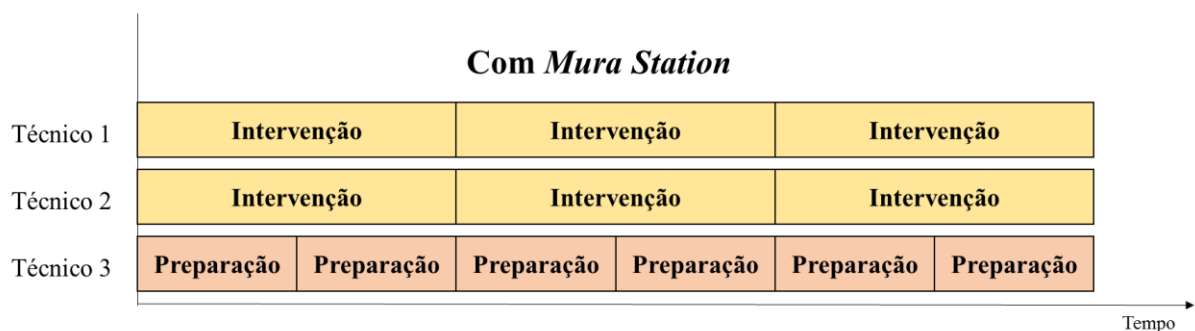 Com Mura Station
Técnico 1 Intervenção Intervenção Intervenção
Técnico 2 Intervenção Intervenção Intervenção
Técnico 3 Preparação Preparação Preparação Preparação Preparação Preparação
Tempo